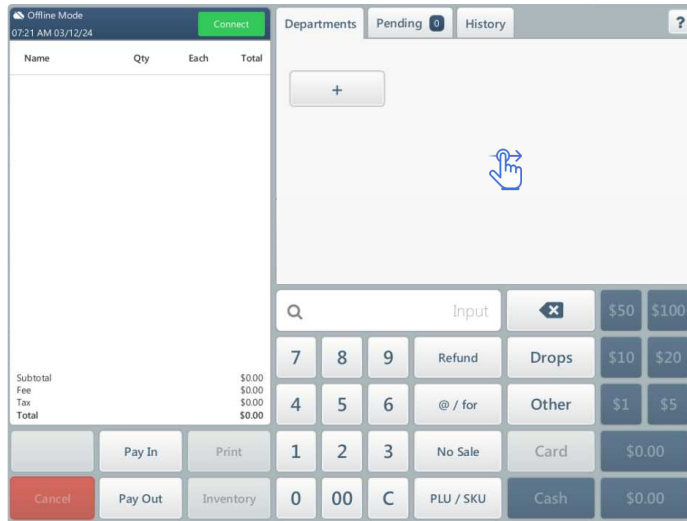 Offline Mode
07:21 AM 03/12/24
Connect
Name Qty Each Total
Subtotal $0.00
Fee $0.00
Tax $0.00
Total $0.00
Pay In Print
Cancel Pay Out Inventory
Departments Pending 0 History ?
+
Input $50 $100
7 8 9 Refund Drops $10 $20
4 5 6 @ / for Other $1 $5
1 2 3 No Sale Card $0.00
0 00 C PLU / SKU Cash $0.00